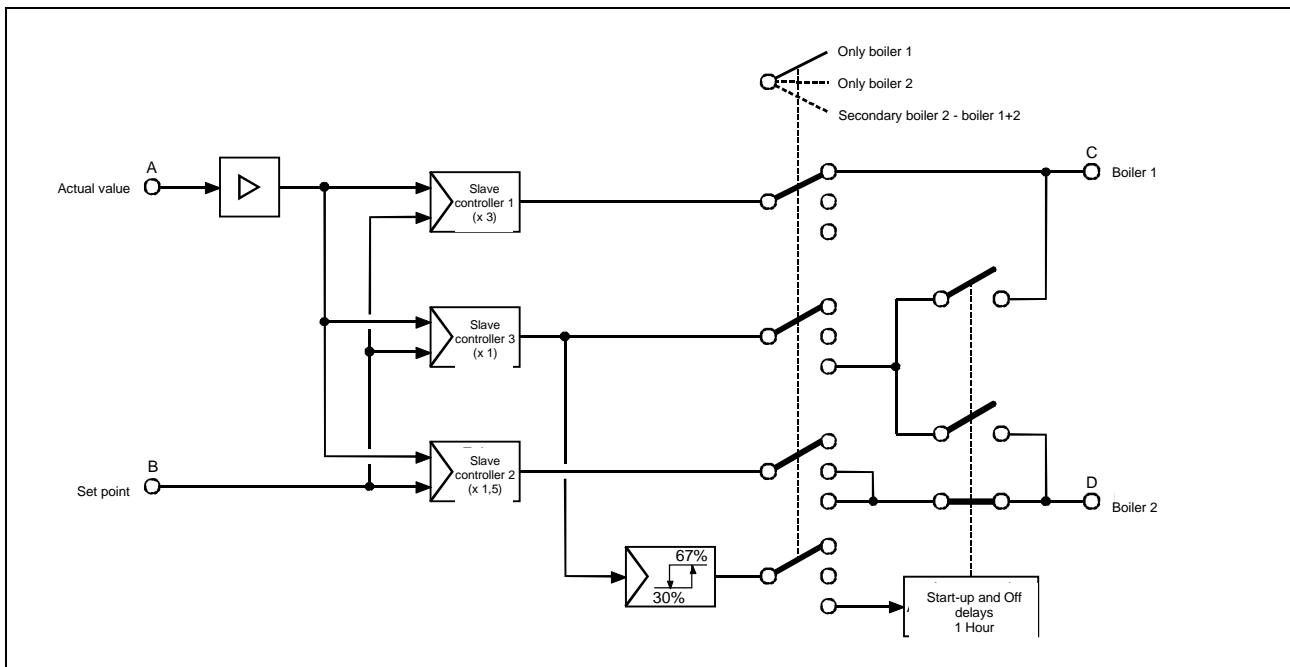 Only boiler 1
Only boiler 2
Secondary boiler 2 - boiler 1+2
A
Actual value
Slave
controller 1
(x 3)
C
Boiler 1
Slave
controller 3
(x 1)
B
Set point
Slave
controller 2
(x 1,5)
D
Boiler 2
67%
30%
Start-up and Off
delays
1 Hour